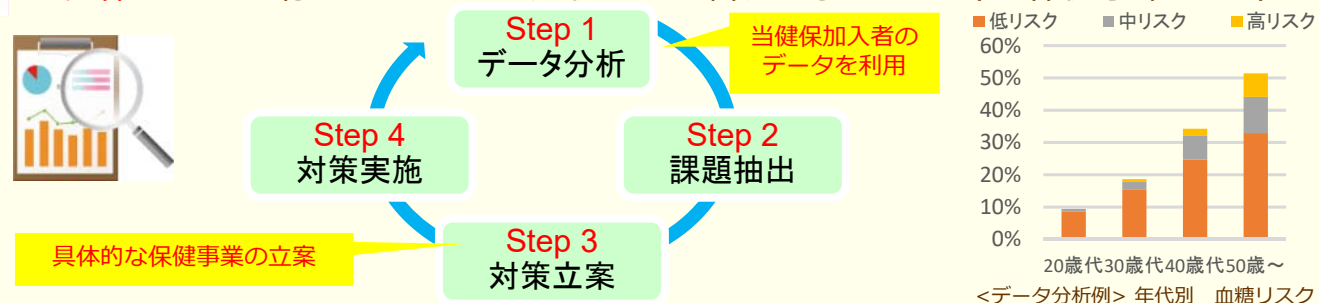 Step 1
データ分析
当健保加入者の
データを利用
Step 2
課題抽出
Step 3
対策立案
具体的な保健事業の立案
Step 4
対策実施
低リスク 中リスク 高リスク
60%
50%
40%
30%
20%
10%
0%
20歳代30歳代40歳代50歳～
<データ分析例> 年代別 血糖リスク